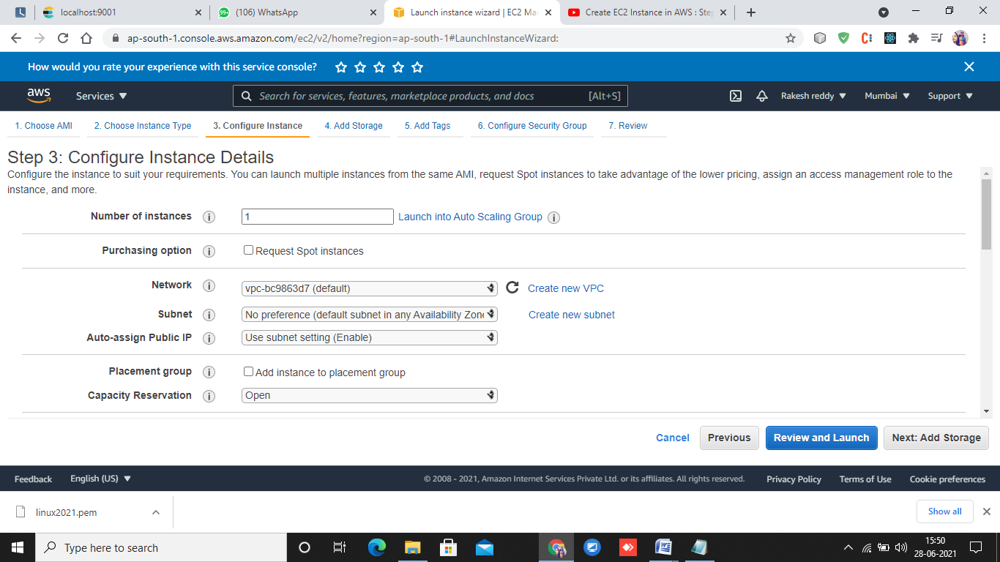 localhost:9001
(106) WhatsApp
Launch instance wizard | EC2 Ma
Create EC2 Instance in AWS : Ste
ap-south-1.console.aws.amazon.com/ec2/v2/home?region=ap-south-1#LaunchInstanceWizard:
How would you rate your experience with this service console?
aws
Services
Search for services, features, marketplace products, and docs [Alt+S]
Rakesh reddy
Mumbai
Support
1. Choose AMI
2. Choose Instance Type
3. Configure Instance
4. Add Storage
5. Add Tags
6. Configure Security Group
7. Review
Step 3: Configure Instance Details
Configure the instance to suit your requirements. You can launch multiple instances from the same AMI, request Spot instances to take advantage of the lower pricing, assign an access management role to the
instance, and more.
Number of instances 1 Launch into Auto Scaling Group
Purchasing option Request Spot instances
Network vpc-bc9863d7 (default) Create new VPC
Subnet No preference (default subnet in any Availability Zone Create new subnet
Auto-assign Public IP Use subnet setting (Enable)
Placement group Add instance to placement group
Capacity Reservation Open
Cancel
Previous
Review and Launch
Next: Add Storage
Feedback
English (US)
© 2008 - 2021, Amazon Internet Services Private Ltd. or its affiliates. All rights reserved.
Privacy Policy
Terms of Use
Cookie preferences
linux2021.pem
Show all
Type here to search
15:50
28-06-2021